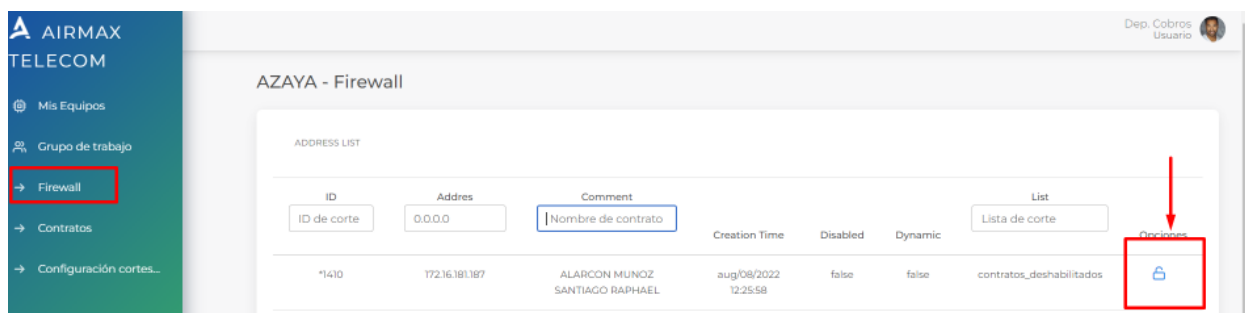 AIRMAX
TELECOM
Dep. Cobros
Usuario
Mis Equipos
Grupo de trabajo
Firewall
Contratos
Configuración cortes...
AZAYA - Firewall
ADDRESS LIST
ID Addres Comment List
ID de corte 0.0.0.0 Nombre de contrato Lista de corte
Creation Time Disabled Dynamic Opciones
*1410 172.16.181.187 ALARCON MUNOZ SANTIAGO RAPHAEL aug/08/2022 12:25:58 false false contratos_deshabilitados